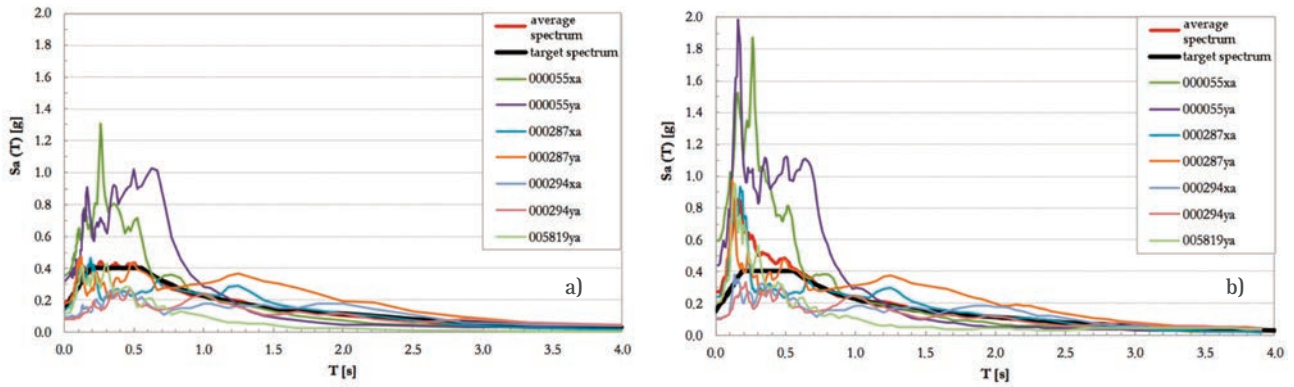 2.0
1.8
1.6
1.4
1.2
1.0
0.8
0.6
0.4
0.2
0.0
Sa (T) [g]
0.0 0.5 1.0 1.5 2.0 2.5 3.0 3.5 4.0
T [s]
average
spectrum
target spectrum
000055xa
000055ya
000287xa
000287ya
000294xa
000294ya
005819ya
a)
2.0
1.8
1.6
1.4
1.2
1.0
0.8
0.6
0.4
0.2
0.0
Sa (T) [g]
0.0 0.5 1.0 1.5 2.0 2.5 3.0 3.5 4.0
T [s]
average
spectrum
target spectrum
000055xa
000055ya
000287xa
000287ya
000294xa
000294ya
005819ya
b)